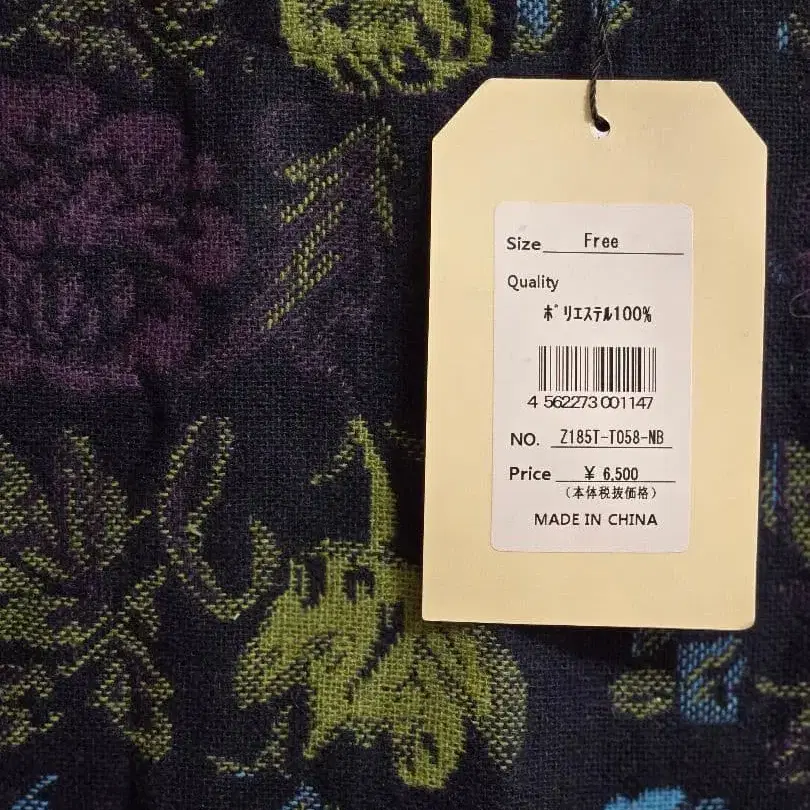 Size Free
Quality
ﾎﾟﾘｴｽﾃﾙ100%
4 562273 001147
NO. Z185T-T058-NB
Price ¥ 6,500
(本体税抜価格)
MADE IN CHINA